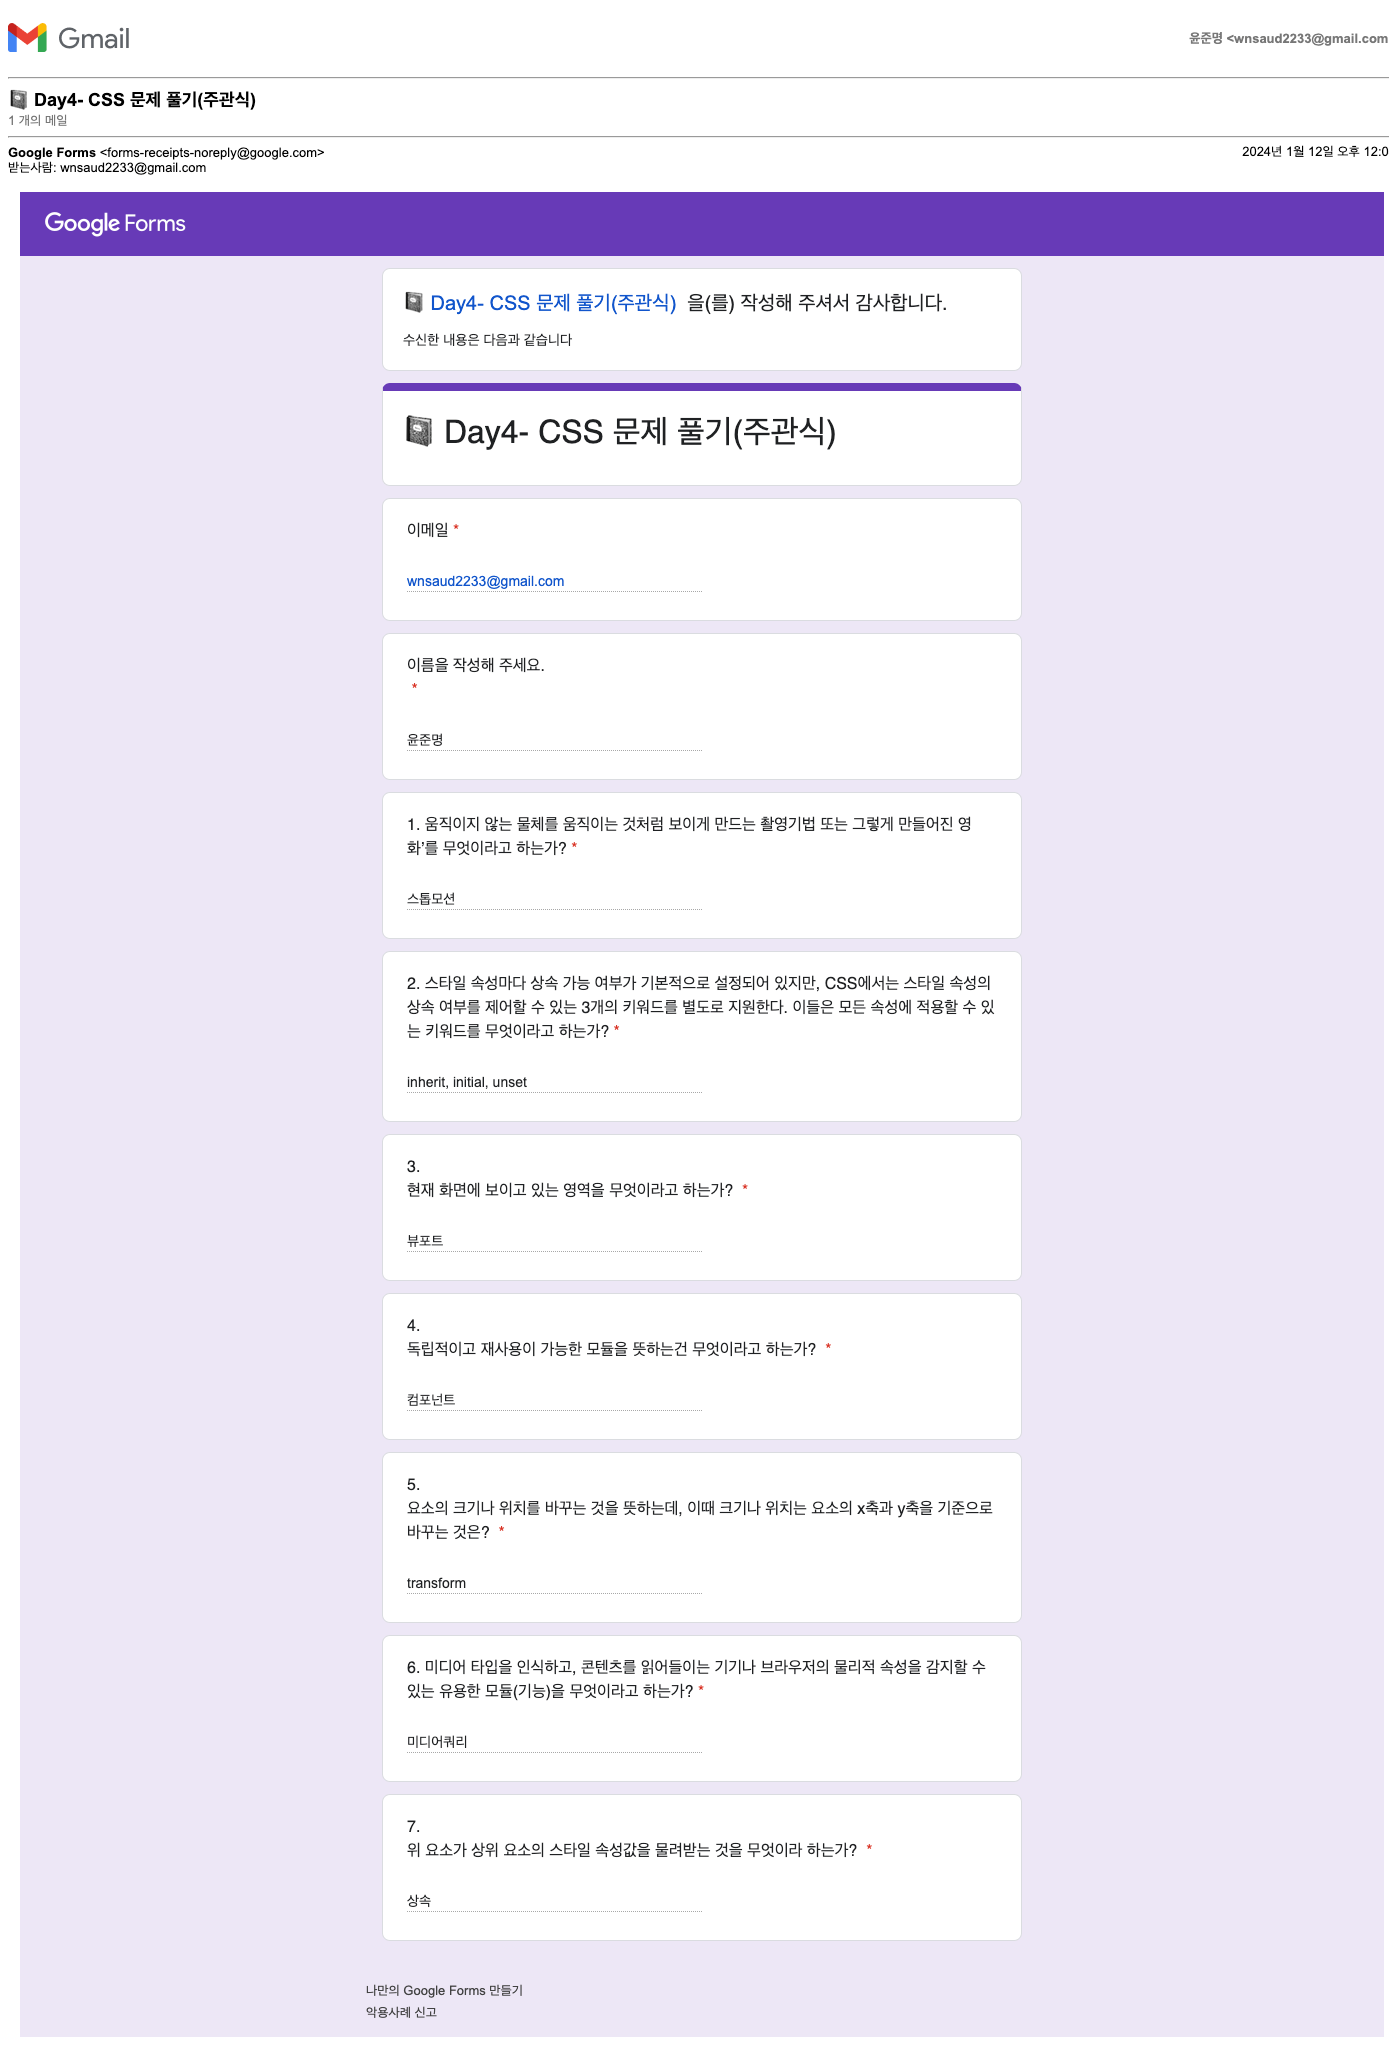 Gmail
윤준명 <wnsaud2233@gmail.com
Day4- CSS 문제 풀기(주관식)
1 개의 메일
Google Forms <forms-receipts-noreply@google.com>
2024년 1월 12일 오후 12:0
받는사람: wnsaud2233@gmail.com
Google Forms
Day4- CSS 문제 풀기(주관식) 을(를) 작성해 주셔서 감사합니다.
수신한 내용은 다음과 같습니다
Day4- CSS 문제 풀기(주관식)
이메일 *
wnsaud2233@gmail.com
이름을 작성해 주세요.
*
윤준명
1. 움직이지 않는 물체를 움직이는 것처럼 보이게 만드는 촬영기법 또는 그렇게 만들어진 영
화’를 무엇이라고 하는가? *
스톱모션
2. 스타일 속성마다 상속 가능 여부가 기본적으로 설정되어 있지만, CSS에서는 스타일 속성의
상속 여부를 제어할 수 있는 3개의 키워드를 별도로 지원한다. 이들은 모든 속성에 적용할 수 있
는 키워드를 무엇이라고 하는가? *
inherit, initial, unset
3.
현재 화면에 보이고 있는 영역을 무엇이라고 하는가? *
뷰포트
4.
독립적이고 재사용이 가능한 모듈을 뜻하는건 무엇이라고 하는가? *
컴포넌트
5.
요소의 크기나 위치를 바꾸는 것을 뜻하는데, 이때 크기나 위치는 요소의 x축과 y축을 기준으로
바꾸는 것은? *
transform
6. 미디어 타입을 인식하고, 콘텐츠를 읽어들이는 기기나 브라우저의 물리적 속성을 감지할 수
있는 유용한 모듈(기능)을 무엇이라고 하는가? *
미디어쿼리
7.
위 요소가 상위 요소의 스타일 속성값을 물려받는 것을 무엇이라 하는가? *
상속
나만의 Google Forms 만들기
악용사례 신고